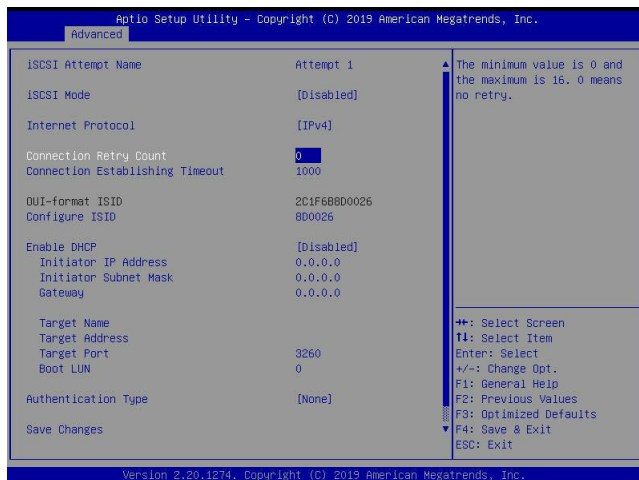 Aptio Setup Utility - Copyright (C) 2019 American Megatrends, Inc.
Advanced
iSCSI Attempt Name Attempt 1
iSCSI Mode [Disabled]
Internet Protocol [IPv4]
Connection Retry Count 0
Connection Establishing Timeout 1000
OUI-format ISID 2C1F6B8D0026
Configure ISID 8D0026
Enable DHCP [Disabled]
Initiator IP Address 0.0.0.0
Initiator Subnet Mask 0.0.0.0
Gateway 0.0.0.0
Target Name
Target Address
Target Port 3260
Boot LUN 0
Authentication Type [None]
Save Changes
The minimum value is 0 and
the maximum is 16. 0 means
no retry.
→←: Select Screen
↑↓: Select Item
Enter: Select
+/-: Change Opt.
F1: General Help
F2: Previous Values
F3: Optimized Defaults
F4: Save & Exit
ESC: Exit
Version 2.20.1274. Copyright (C) 2019 American Megatrends, Inc.